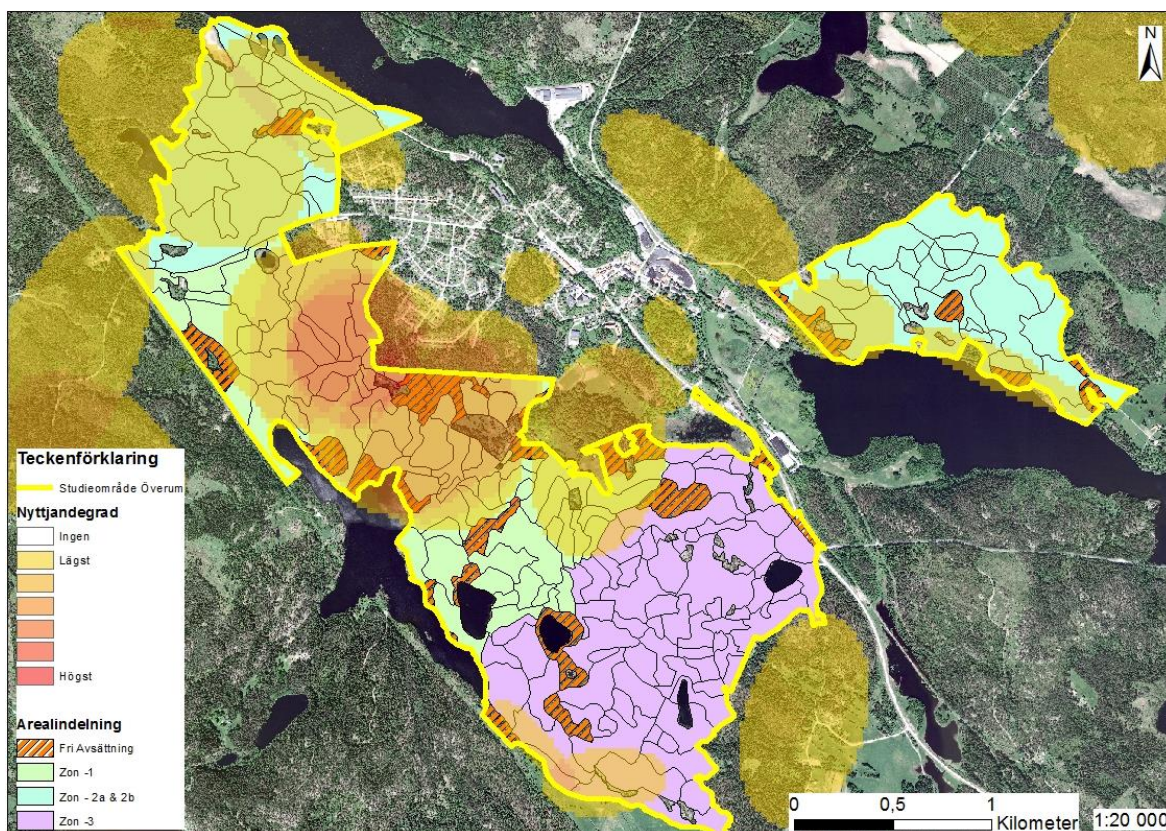 N
Teckenförklaring
Studieområde Överum
Nyttjandegrad
Ingen
Lägst
Högst
Arealindelning
Fri Avsättning
Zon -1
Zon - 2a & 2b
Zon -3
0 0,5 1
Kilometer
1:20 000